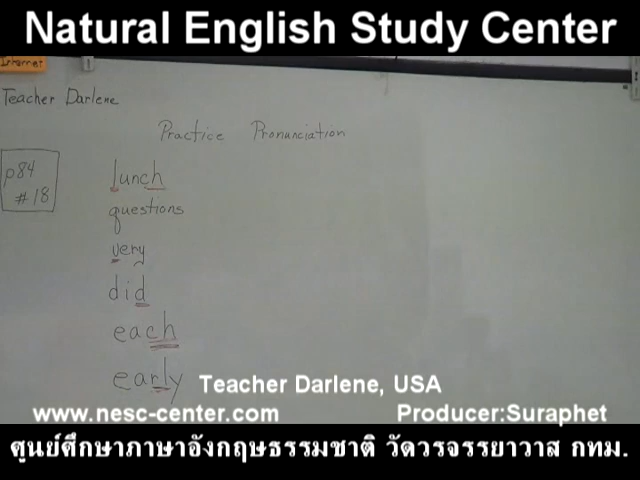 Natural English Study Center
Internet
Teacher Darlene
Practice Pronunciation
p84
#18
lunch
questions
very
did
each
early
Teacher Darlene, USA
www.nesc-center.com Producer:Suraphet
ศูนย์ศึกษาภาษาอังกฤษธรรมชาติ วัดวรจรรยาวาส กทม.